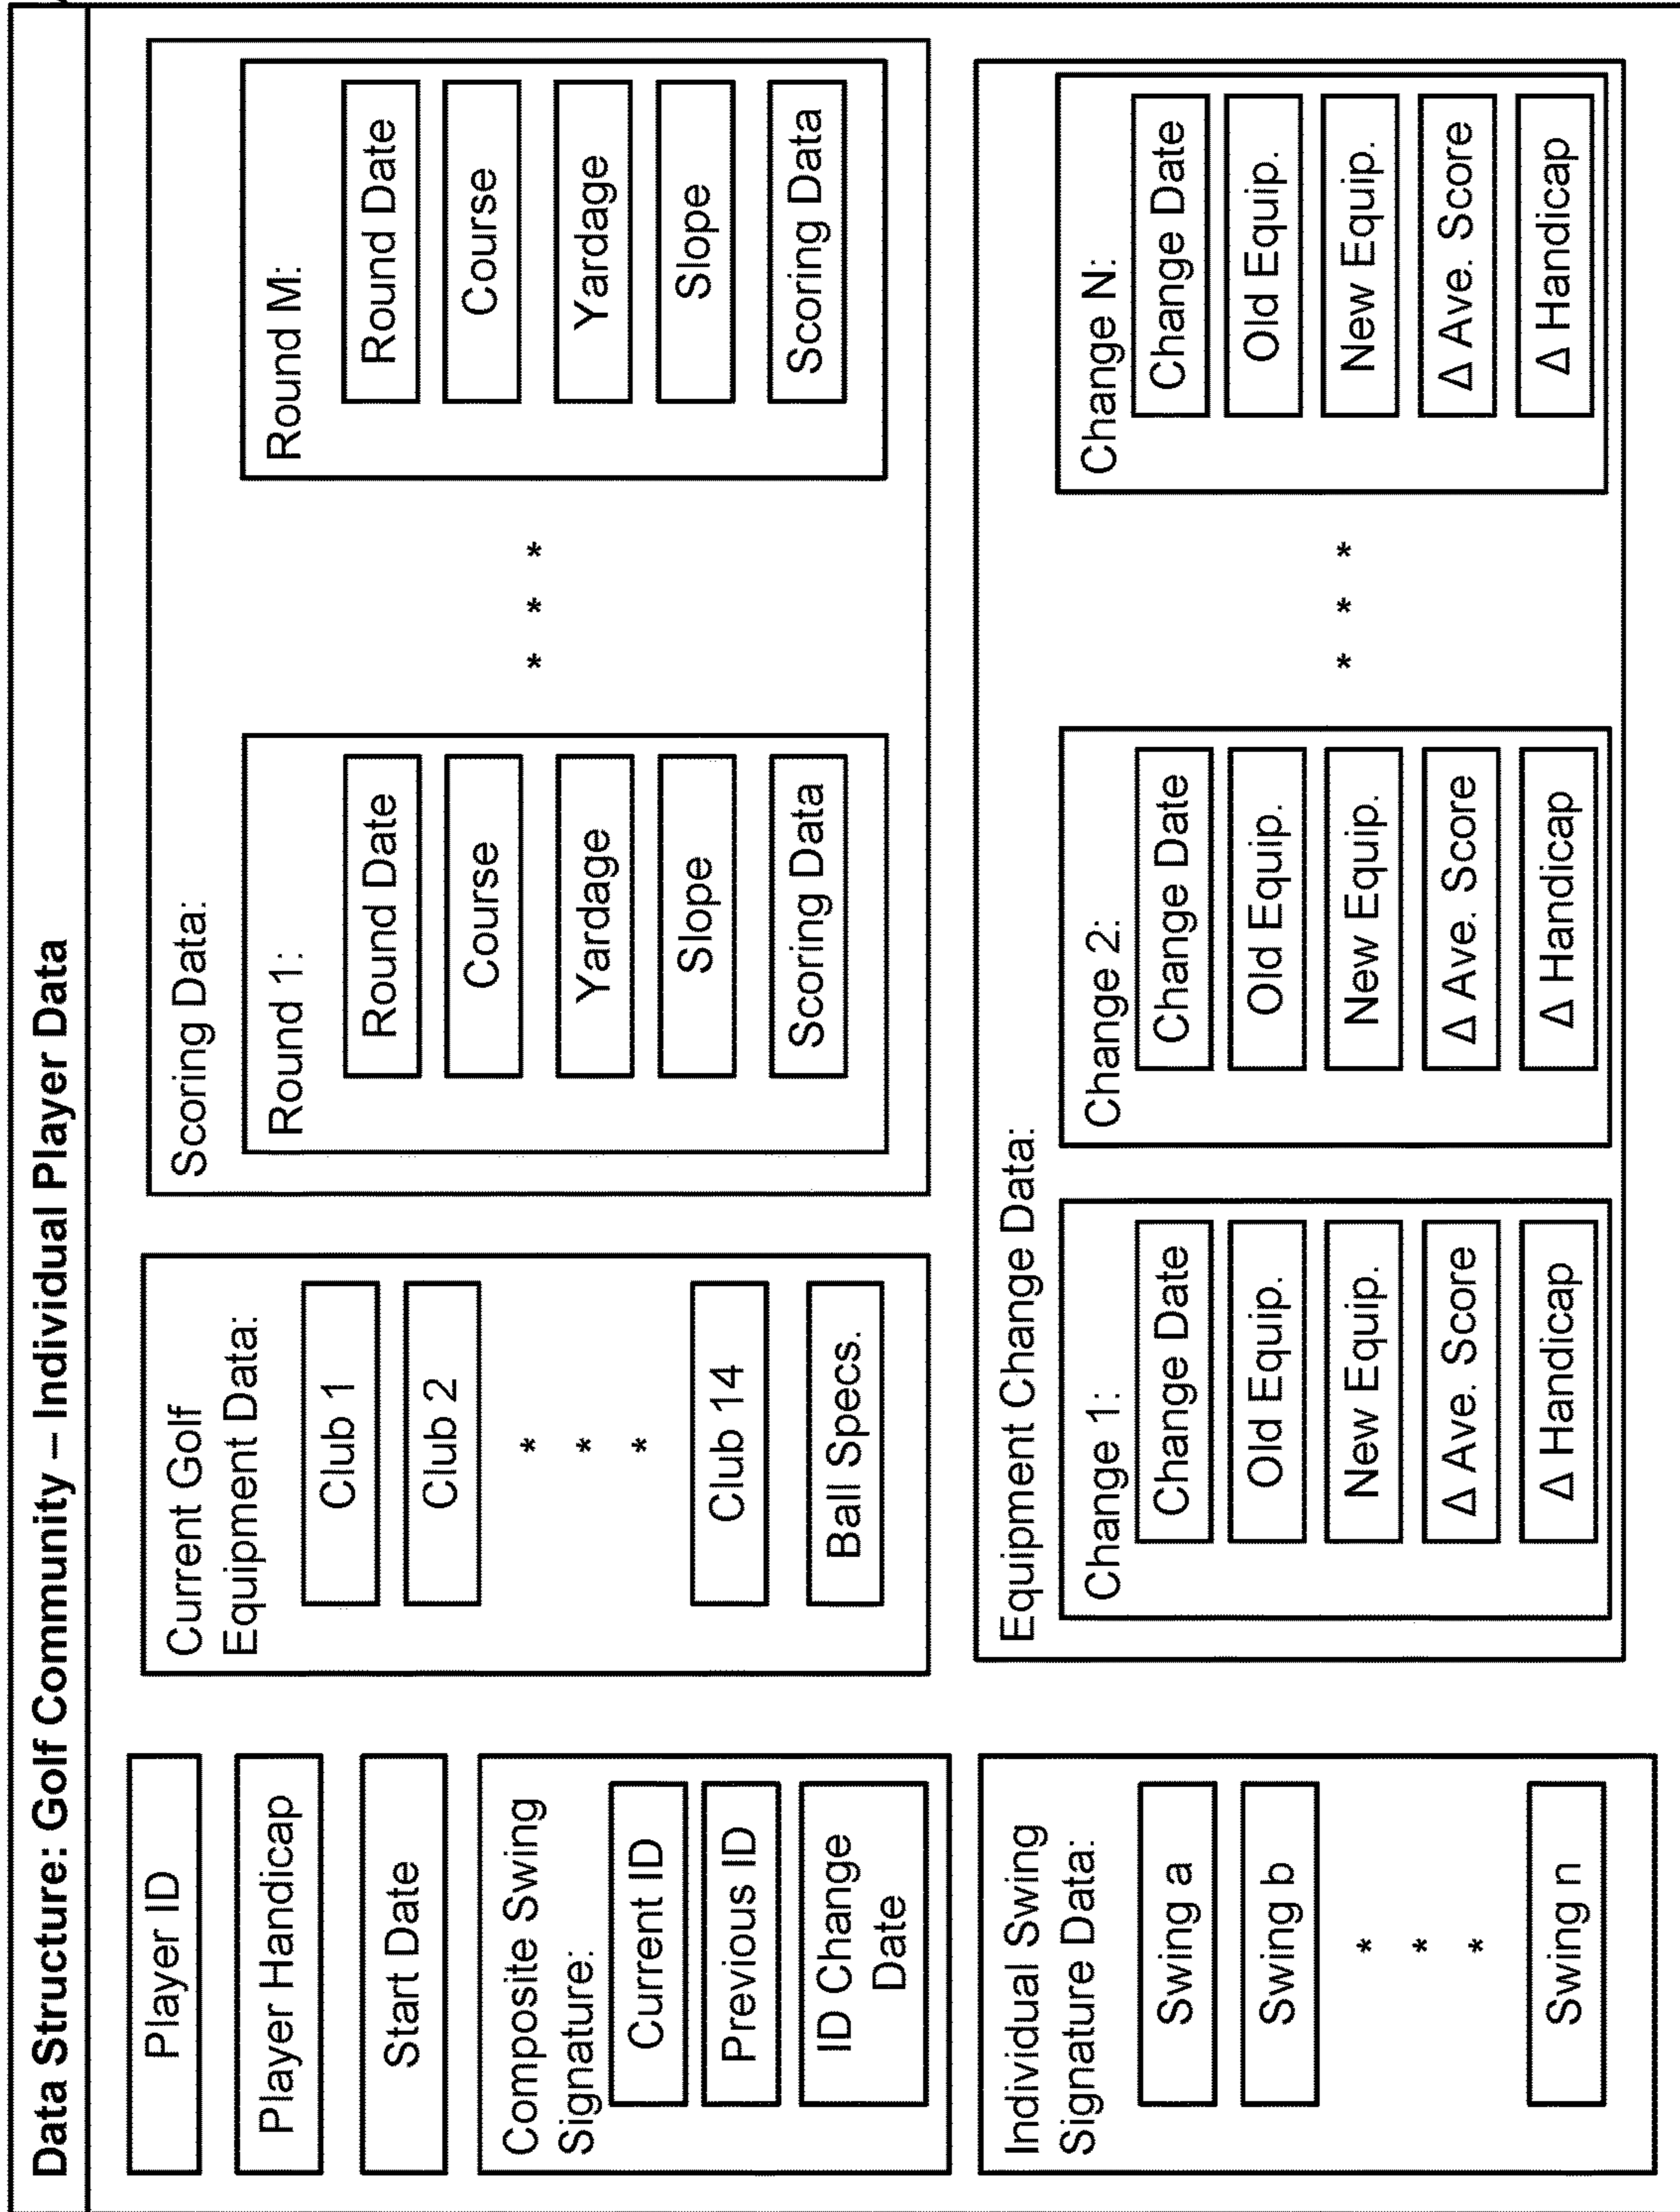 Data Structure: Golf Community – Individual Player Data
Player ID
Player Handicap
Start Date
Composite Swing
Signature:
Current ID
Previous ID
ID Change
Date
Individual Swing
Signature Data:
Swing a
Swing b
*
*
*
Swing n
Current Golf
Equipment Data:
Club 1
Club 2
*
*
*
Club 14
Ball Specs.
Scoring Data:
Round 1:
Round Date
Course
Yardage
Slope
Scoring Data
* * *
Round M:
Round Date
Course
Yardage
Slope
Scoring Data
Equipment Change Data:
Change 1:
Change Date
Old Equip.
New Equip.
Δ Ave. Score
Δ Handicap
Change 2:
Change Date
Old Equip.
New Equip.
Δ Ave. Score
Δ Handicap
* * *
Change N:
Change Date
Old Equip.
New Equip.
Δ Ave. Score
Δ Handicap